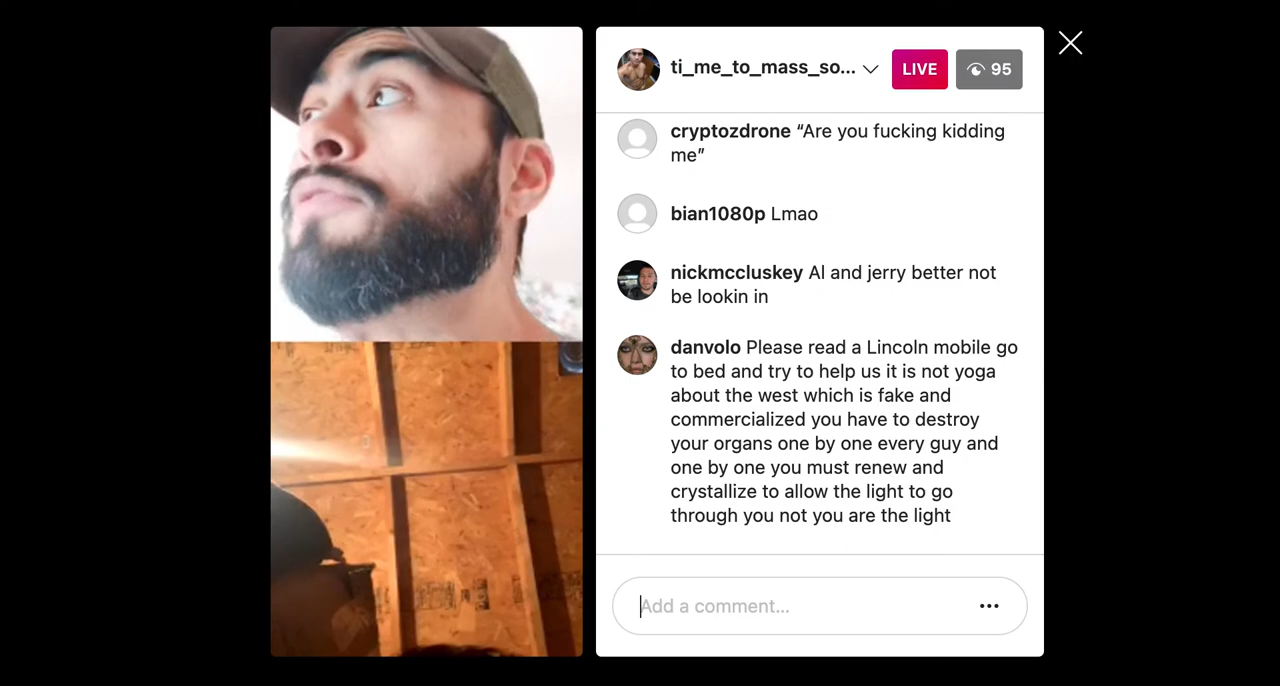 ti_me_to_mass_so...
LIVE
95
cryptozdrone “Are you fucking kidding
me”
bian1080p Lmao
nickmccluskey Al and jerry better not
be lookin in
danvolo Please read a Lincoln mobile go
to bed and try to help us it is not yoga
about the west which is fake and
commercialized you have to destroy
your organs one by one every guy and
one by one you must renew and
crystallize to allow the light to go
through you not you are the light
Add a comment...